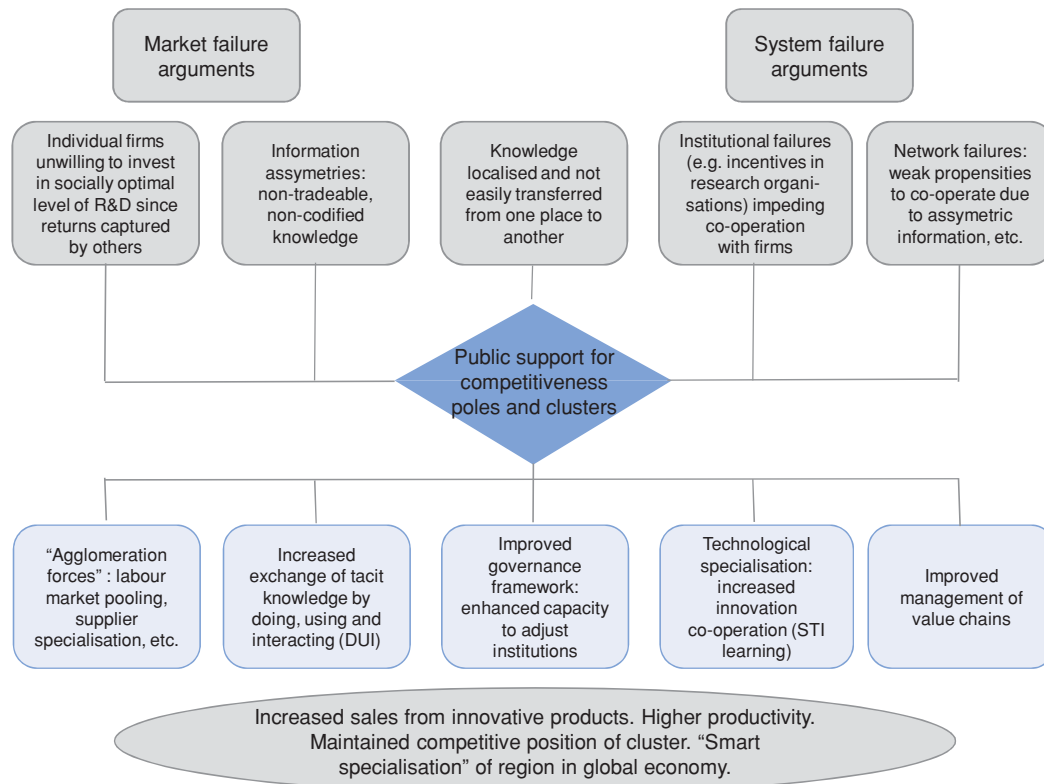 Market failure
arguments
System failure
arguments
Individual firms
unwilling to invest
in socially optimal
level of R&D since
returns captured
by others
Information
assymetries:
non-tradeable,
non-codified
knowledge
Knowledge
localised and not
easily transferred
from one place to
another
Institutional failures
(e.g. incentives in
research organi-
sations) impeding
co-operation
with firms
Network failures:
weak propensities
to co-operate due
to assymetric
information, etc.
Public support for
competitiveness
poles and clusters
“Agglomeration
forces” : labour
market pooling,
supplier
specialisation, etc.
Increased
exchange of tacit
knowledge by
doing, using and
interacting (DUI)
Improved
governance
framework:
enhanced capacity
to adjust
institutions
Technological
specialisation:
increased
innovation
co-operation (STI
learning)
Improved
management of
value chains
Increased sales from innovative products. Higher productivity.
Maintained competitive position of cluster. “Smart
specialisation” of region in global economy.